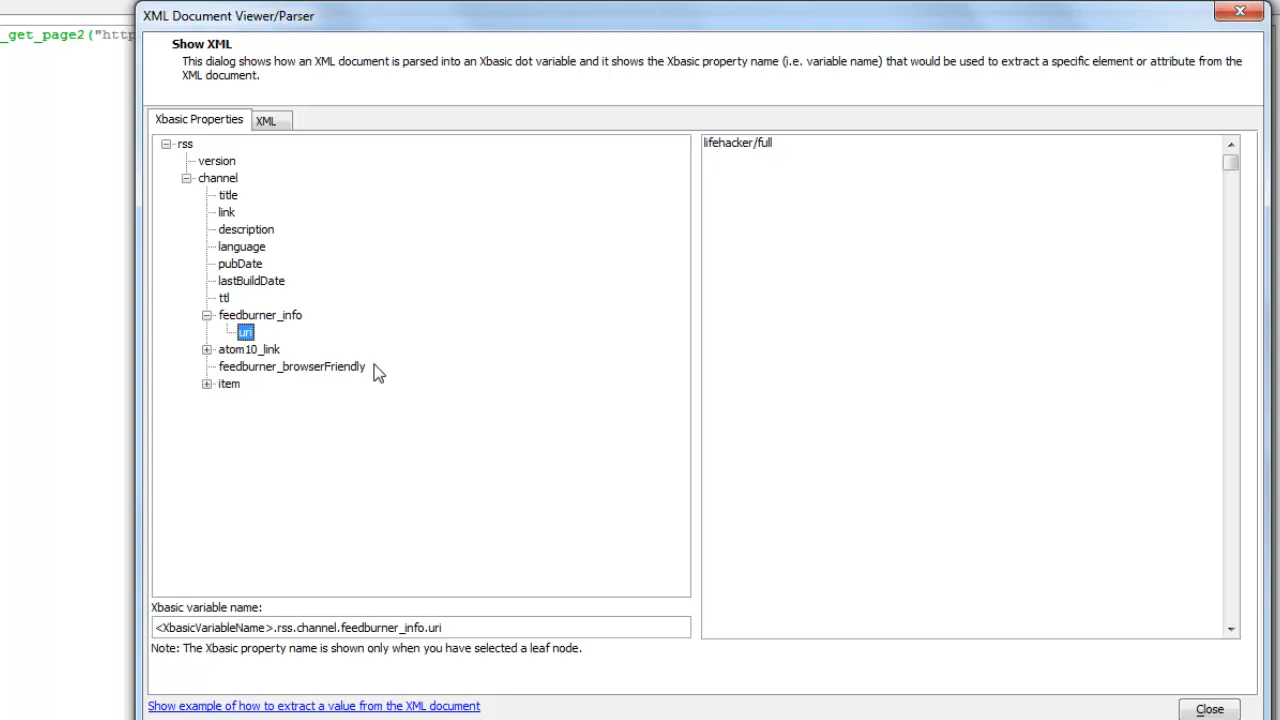 XML Document Viewer/Parser
_get_page2("http
Show XML
This dialog shows how an XML document is parsed into an Xbasic dot variable and it shows the Xbasic property name (i.e. variable name) that would be used to extract a specific element or attribute from the
XML document.
Xbasic Properties
XML
rss
lifehacker/full
version
channel
title
link
description
language
pubDate
lastBuildDate
ttl
feedburner_info
uri
atom10_link
feedburner_browserFriendly
item
Xbasic variable name:
<XbasicVariableName>.rss.channel.feedburner_info.uri
Note: The Xbasic property name is shown only when you have selected a leaf node.
Show example of how to extract a value from the XML document
Close